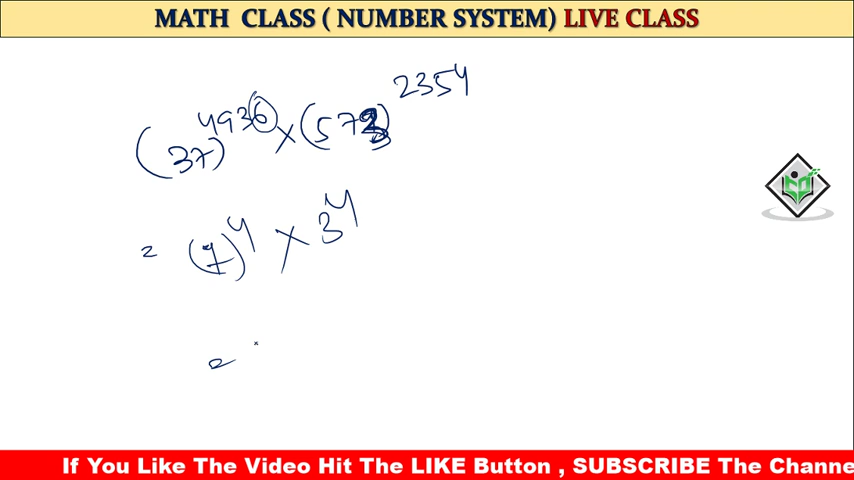 MATH CLASS ( NUMBER SYSTEM) LIVE CLASS
(37)^4936 × (573)^2354
= (7)^4 × 3^4
=
If You Like The Video Hit The LIKE Button , SUBSCRIBE The Channe